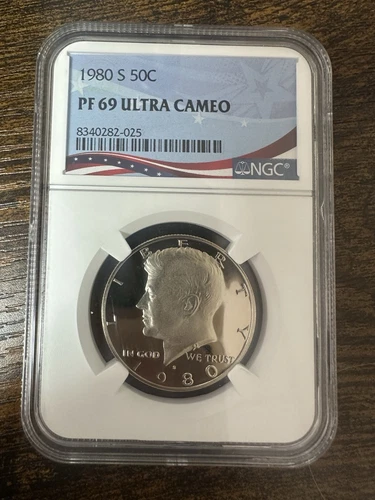 1980 S 50C
PF 69 ULTRA CAMEO
8340282-025
NGC®
LIBERTY
IN GOD WE TRUST
S
1980